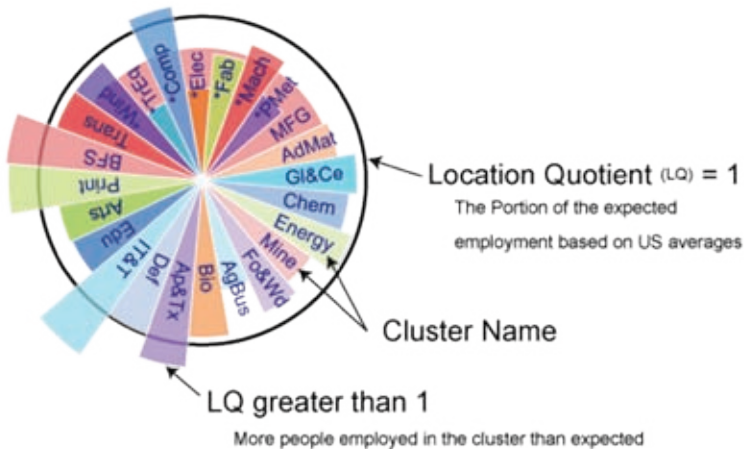 *Comp
*Elec
*Fab
*Mach
*PMet
MFG
AdMat
Gl&Ce
Chem
Energy
Mine
Fo&Wd
AgBus
Bio
Ap&Tx
Def
IT&T
Edu
Arts
Print
BFS
Trans
*Wind
*TrEq
Location Quotient (LQ) = 1
The Portion of the expected
employment based on US averages
Cluster Name
LQ greater than 1
More people employed in the cluster than expected